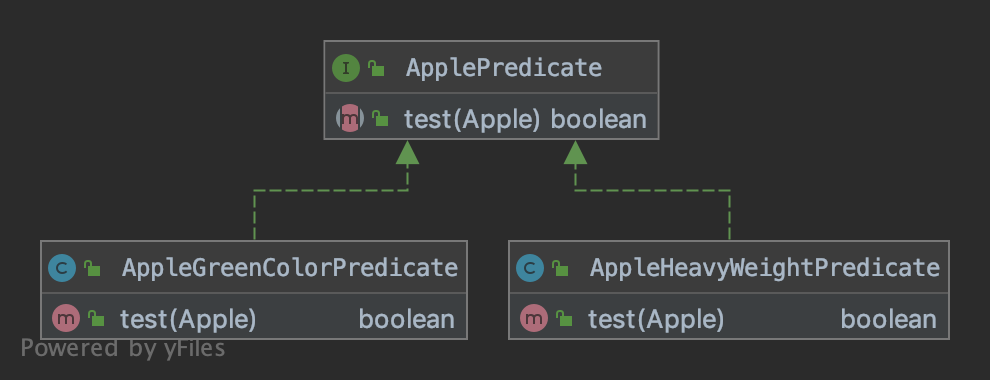 I ApplePredicate
m test(Apple) boolean
C AppleGreenColorPredicate
m test(Apple) boolean
C AppleHeavyWeightPredicate
m test(Apple) boolean
Powered by yFiles